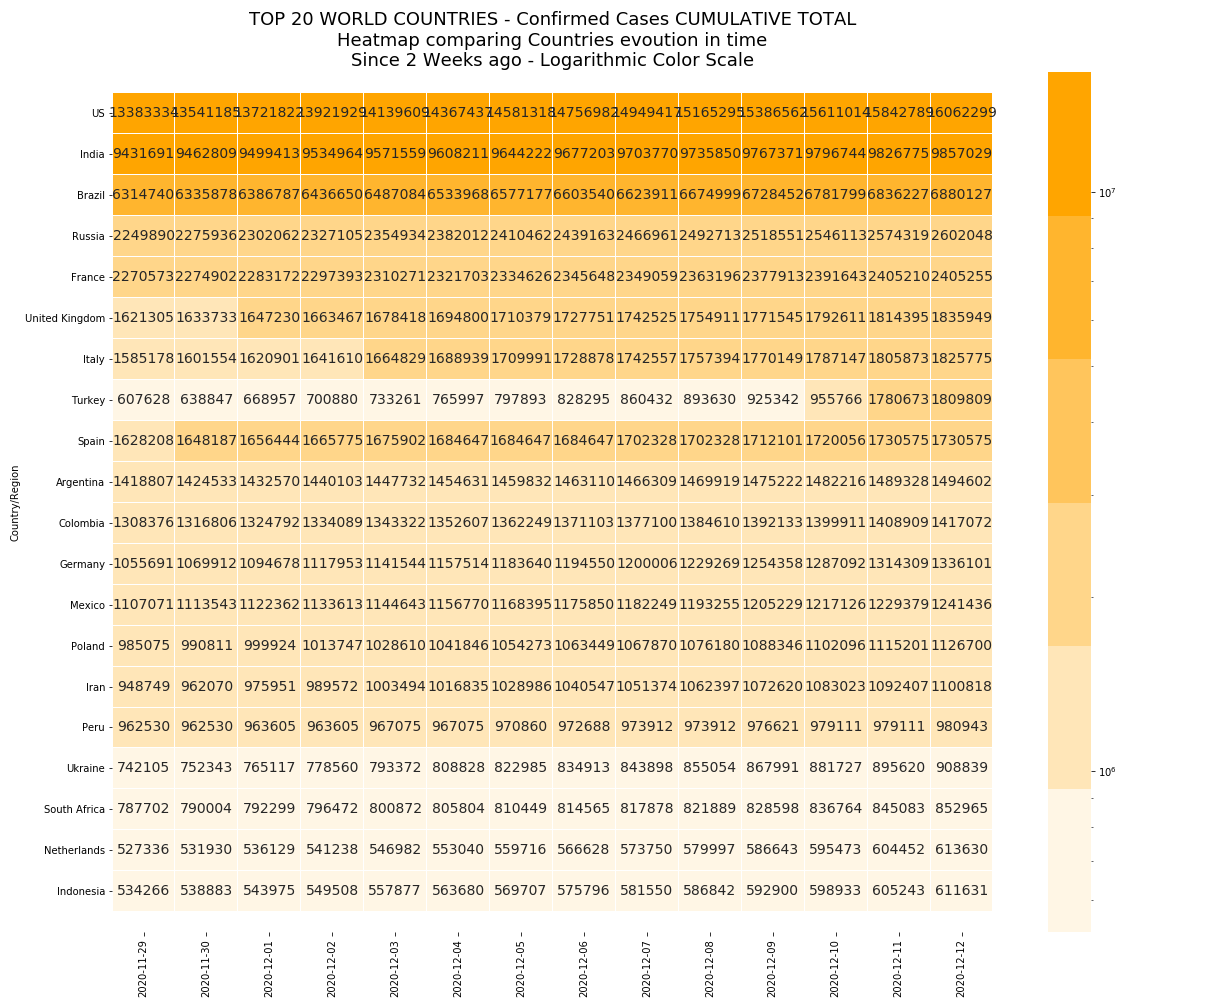 TOP 20 WORLD COUNTRIES - Confirmed Cases CUMULATIVE TOTAL
Heatmap comparing Countries evoution in time
Since 2 Weeks ago - Logarithmic Color Scale
US 13383334 13541185 13721822 13921929 14139609 14367437 14581318 14756982 14949417 15165295 15386562 15611014 15842789 16062299
India 9431691 9462809 9499413 9534964 9571559 9608211 9644222 9677203 9703770 9735850 9767371 9796744 9826775 9857029
Brazil 6314740 6335878 6386787 6436650 6487084 6533968 6577177 6603540 6623911 6674999 6728452 6781799 6836227 6880127
Russia 2249890 2275936 2302062 2327105 2354934 2382012 2410462 2439163 2466961 2492713 2518551 2546113 2574319 2602048
France 2270573 2274902 2283172 2297393 2310271 2321703 2334626 2345648 2349059 2363196 2377913 2391643 2405210 2405255
United Kingdom 1621305 1633733 1647230 1663467 1678418 1694800 1710379 1727751 1742525 1754911 1771545 1792611 1814395 1835949
Italy 1585178 1601554 1620901 1641610 1664829 1688939 1709991 1728878 1742557 1757394 1770149 1787147 1805873 1825775
Turkey 607628 638847 668957 700880 733261 765997 797893 828295 860432 893630 925342 955766 1780673 1809809
Spain 1628208 1648187 1656444 1665775 1675902 1684647 1684647 1684647 1702328 1702328 1712101 1720056 1730575 1730575
Argentina 1418807 1424533 1432570 1440103 1447732 1454631 1459832 1463110 1466309 1469919 1475222 1482216 1489328 1494602
Colombia 1308376 1316806 1324792 1334089 1343322 1352607 1362249 1371103 1377100 1384610 1392133 1399911 1408909 1417072
Germany 1055691 1069912 1094678 1117953 1141544 1157514 1183640 1194550 1200006 1229269 1254358 1287092 1314309 1336101
Mexico 1107071 1113543 1122362 1133613 1144643 1156770 1168395 1175850 1182249 1193255 1205229 1217126 1229379 1241436
Poland 985075 990811 999924 1013747 1028610 1041846 1054273 1063449 1067870 1076180 1088346 1102096 1115201 1126700
Iran 948749 962070 975951 989572 1003494 1016835 1028986 1040547 1051374 1062397 1072620 1083023 1092407 1100818
Peru 962530 962530 963605 963605 967075 967075 970860 972688 973912 973912 976621 979111 979111 980943
Ukraine 742105 752343 765117 778560 793372 808828 822985 834913 843898 855054 867991 881727 895620 908839
South Africa 787702 790004 792299 796472 800872 805804 810449 814565 817878 821889 828598 836764 845083 852965
Netherlands 527336 531930 536129 541238 546982 553040 559716 566628 573750 579997 586643 595473 604452 613630
Indonesia 534266 538883 543975 549508 557877 563680 569707 575796 581550 586842 592900 598933 605243 611631
2020-11-29 2020-11-30 2020-12-01 2020-12-02 2020-12-03 2020-12-04 2020-12-05 2020-12-06 2020-12-07 2020-12-08 2020-12-09 2020-12-10 2020-12-11 2020-12-12
Country/Region
10⁷
10⁶